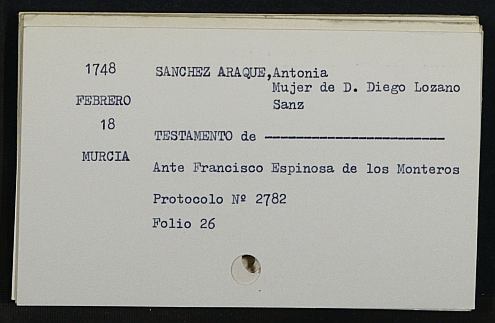 1748 SANCHEZ ARAQUE,Antonia
Mujer de D. Diego Lozano
FEBRERO Sanz
18
TESTAMENTO de --------------------
MURCIA
Ante Francisco Espinosa de los Monteros
Protocolo Nº 2782
Folio 26